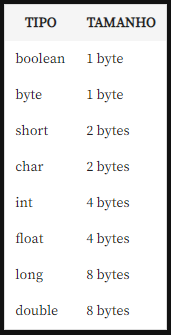 TIPO TAMANHO
boolean 1 byte
byte 1 byte
short 2 bytes
char 2 bytes
int 4 bytes
float 4 bytes
long 8 bytes
double 8 bytes